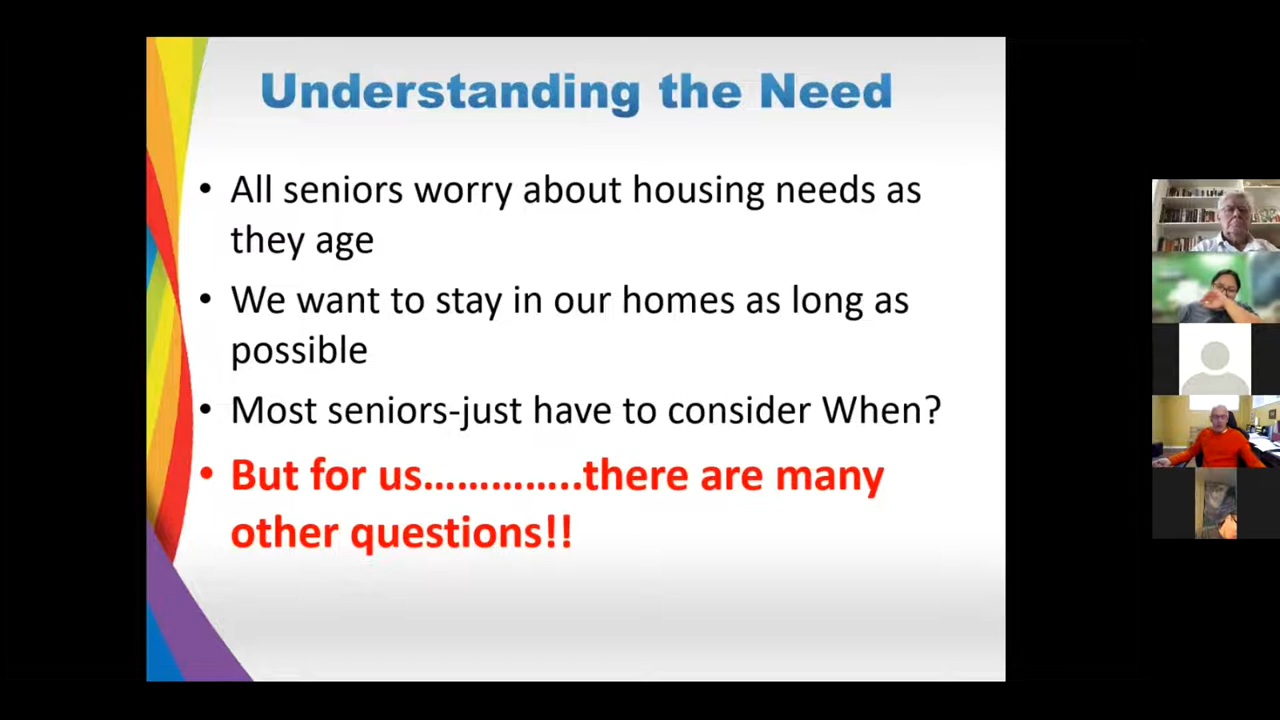 Understanding the Need
• All seniors worry about housing needs as
they age
• We want to stay in our homes as long as
possible
• Most seniors-just have to consider When?
• But for us…………..there are many
other questions!!